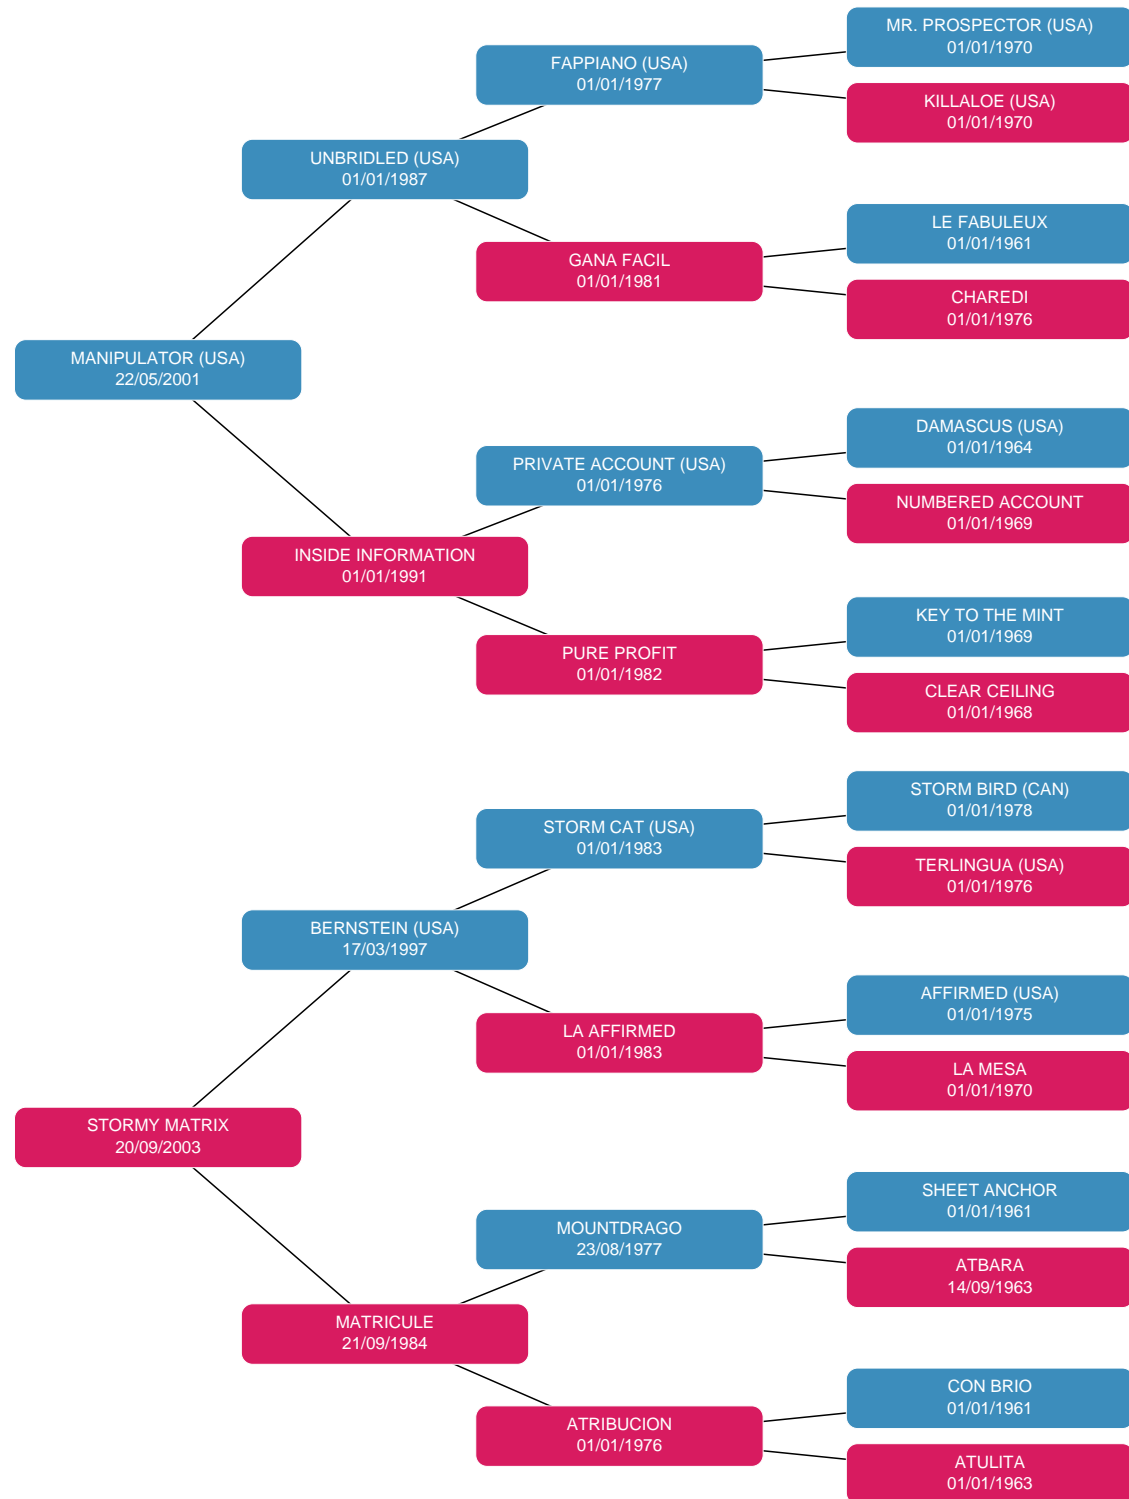 MR. PROSPECTOR (USA)
01/01/1970
FAPPIANO (USA)
01/01/1977
KILLALOE (USA)
01/01/1970
UNBRIDLED (USA)
01/01/1987
LE FABULEUX
01/01/1961
GANA FACIL
01/01/1981
CHAREDI
01/01/1976
MANIPULATOR (USA)
22/05/2001
DAMASCUS (USA)
01/01/1964
PRIVATE ACCOUNT (USA)
01/01/1976
NUMBERED ACCOUNT
01/01/1969
INSIDE INFORMATION
01/01/1991
KEY TO THE MINT
01/01/1969
PURE PROFIT
01/01/1982
CLEAR CEILING
01/01/1968
STORM BIRD (CAN)
01/01/1978
STORM CAT (USA)
01/01/1983
TERLINGUA (USA)
01/01/1976
BERNSTEIN (USA)
17/03/1997
AFFIRMED (USA)
01/01/1975
LA AFFIRMED
01/01/1983
LA MESA
01/01/1970
STORMY MATRIX
20/09/2003
SHEET ANCHOR
01/01/1961
MOUNTDRAGO
23/08/1977
ATBARA
14/09/1963
MATRICULE
21/09/1984
CON BRIO
01/01/1961
ATRIBUCION
01/01/1976
ATULITA
01/01/1963